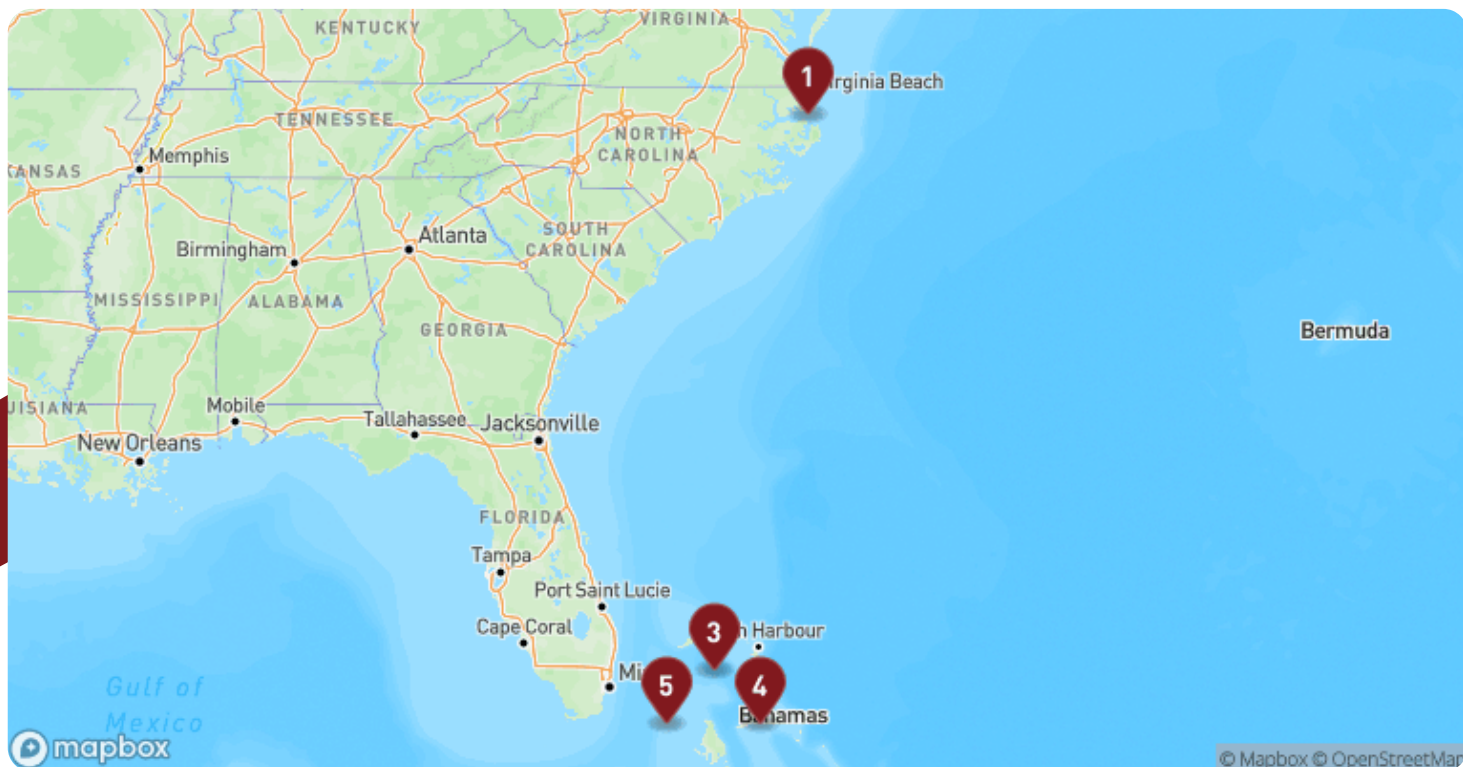 VIRGINIA
KENTUCKY
1
rginia Beach
TENNESSEE
NORTH
CAROLINA
Memphis
KANSAS
SOUTH
CAROLINA
Atlanta
Birmingham
MISSISSIPPI
ALABAMA
GEORGIA
Bermuda
UISIANA
Mobile
Tallahassee
Jacksonville
New Orleans
FLORIDA
Tampa
Port Saint Lucie
Cape Coral
3
h Harbour
Mi
5
4
Gulf of
Mexico
Bahamas
mapbox
© Mapbox © OpenStreetMap